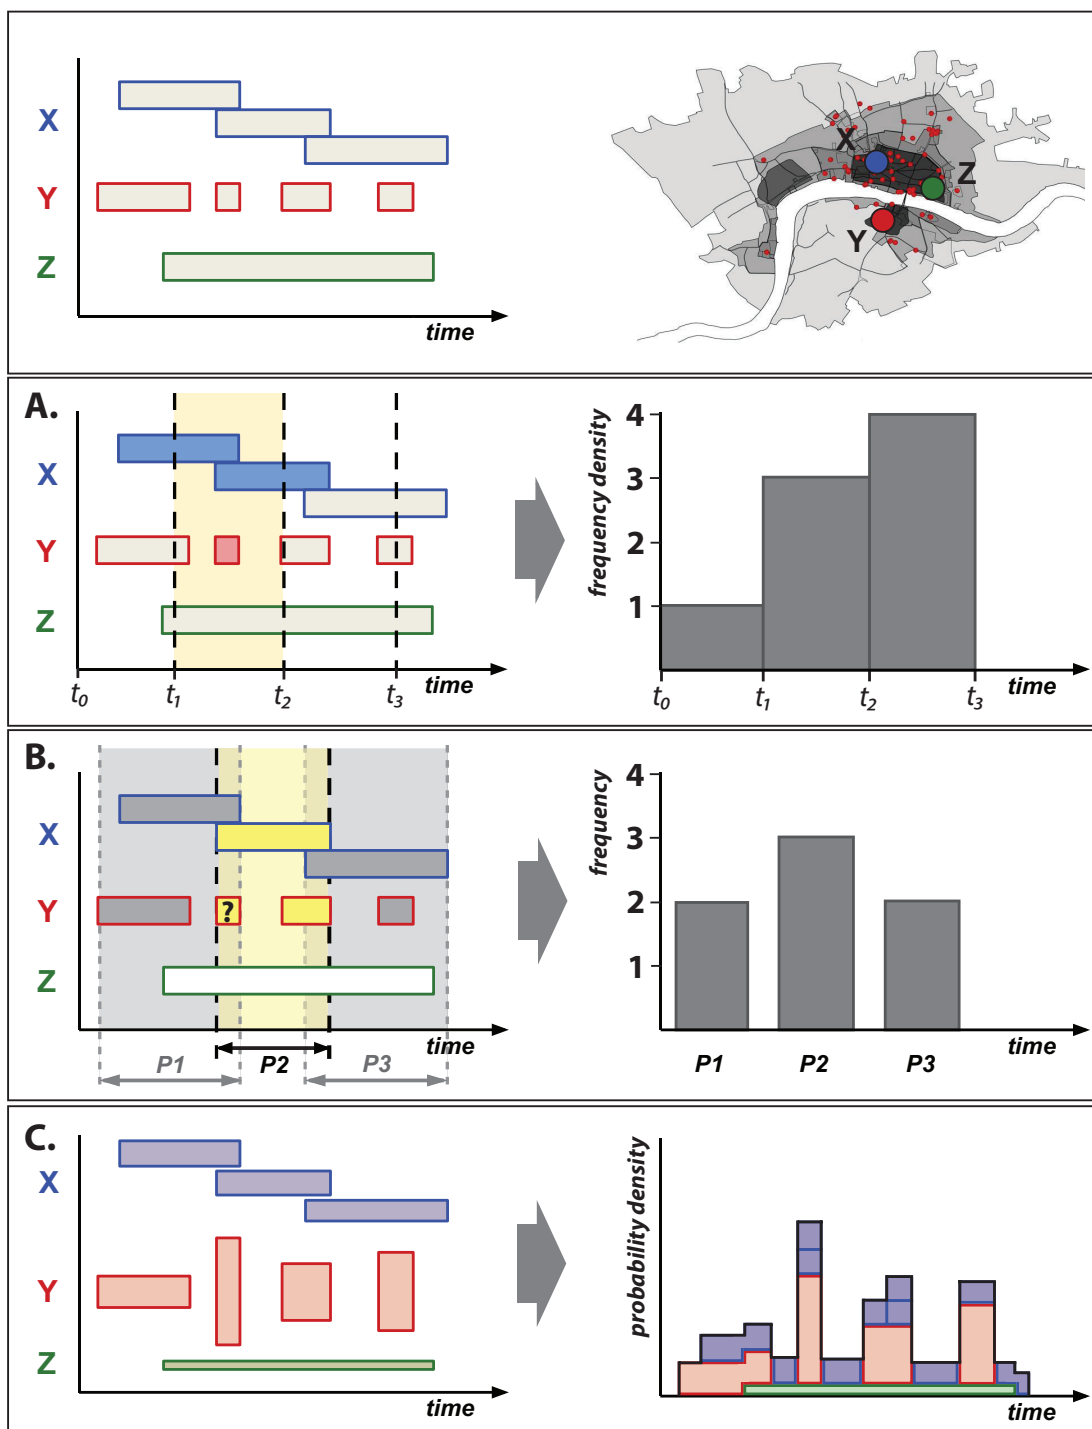 X
Y
Z
time
X
Z
Y
A.
X
Y
Z
t0
t1
t2
t3
time
frequency density
4
3
2
1
t0
t1
t2
t3
time
B.
X
Y
?
Z
time
P1
P2
P3
frequency
4
3
2
1
time
P1
P2
P3
C.
X
Y
Z
time
probability density
time